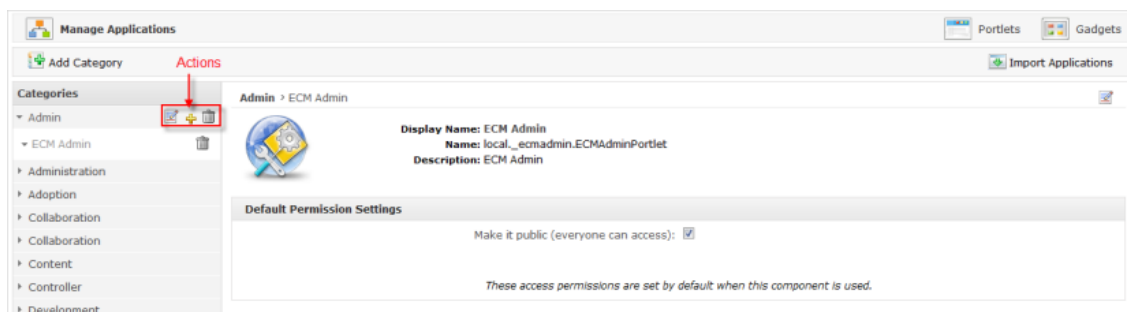 Manage Applications
Portlets
Gadgets
Add Category
Actions
Import Applications
Categories
Admin
ECM Admin
Administration
Adoption
Collaboration
Collaboration
Content
Controller
Development
Admin > ECM Admin
Display Name: ECM Admin
Name: local._ecmadmin.ECMAdminPortlet
Description: ECM Admin
Default Permission Settings
Make it public (everyone can access):
These access permissions are set by default when this component is used.